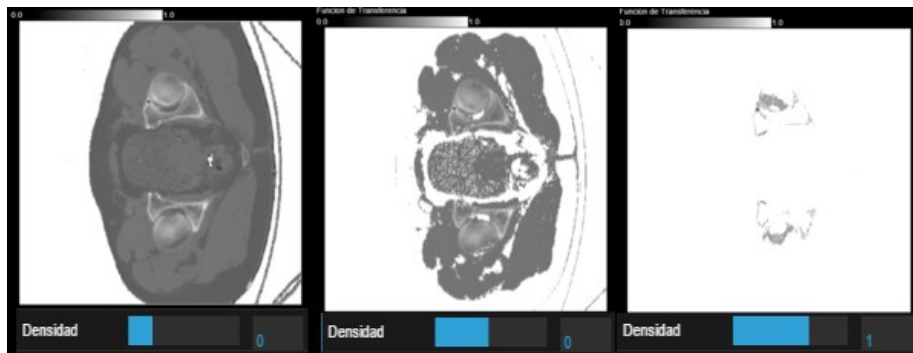 0.0 1.0
Densidad 0
Funcion de Transferencia
0.0 1.0
Densidad 0
Funcion de Transferencia
0.0 1.0
Densidad 1